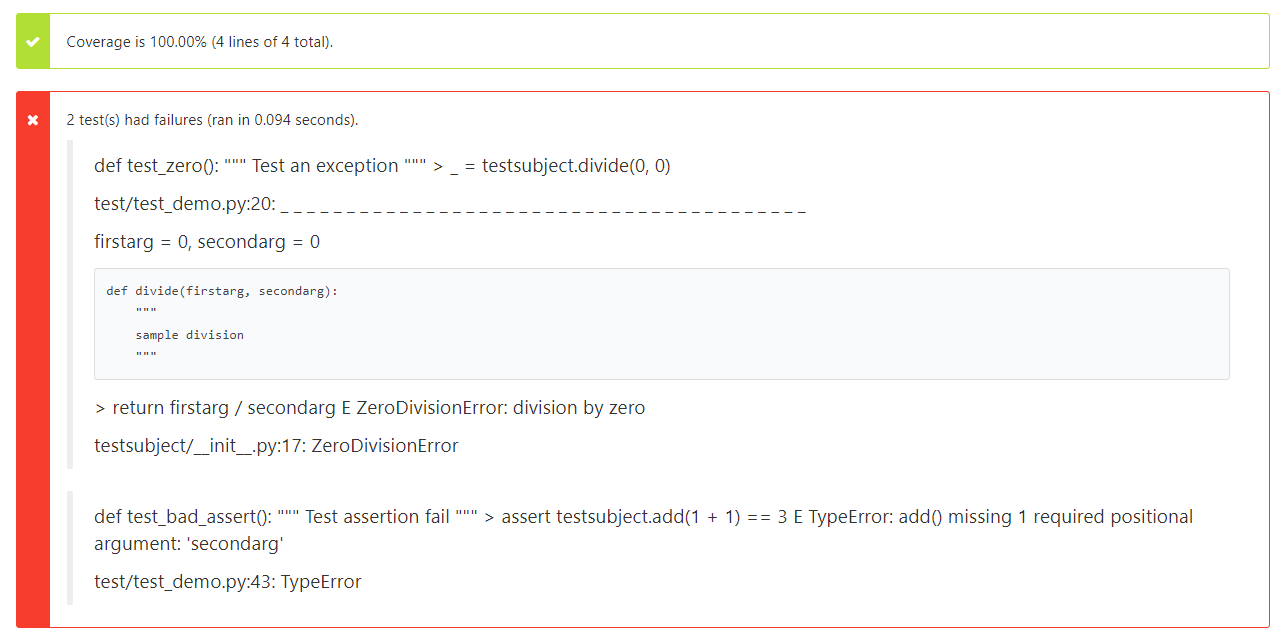 Coverage is 100.00% (4 lines of 4 total).
2 test(s) had failures (ran in 0.094 seconds).
def test_zero(): """ Test an exception """ > _ = testsubject.divide(0, 0)
test/test_demo.py:20: _ _ _ _ _ _ _ _ _ _ _ _ _ _ _ _ _ _ _ _ _ _ _ _ _ _ _ _ _ _ _ _ _ _ _ _ _ _ _ _
firstarg = 0, secondarg = 0
def divide(firstarg, secondarg):
    """
    sample division
    """
> return firstarg / secondarg E ZeroDivisionError: division by zero
testsubject/__init__.py:17: ZeroDivisionError
def test_bad_assert(): """ Test assertion fail """ > assert testsubject.add(1 + 1) == 3 E TypeError: add() missing 1 required positional
argument: 'secondarg'
test/test_demo.py:43: TypeError